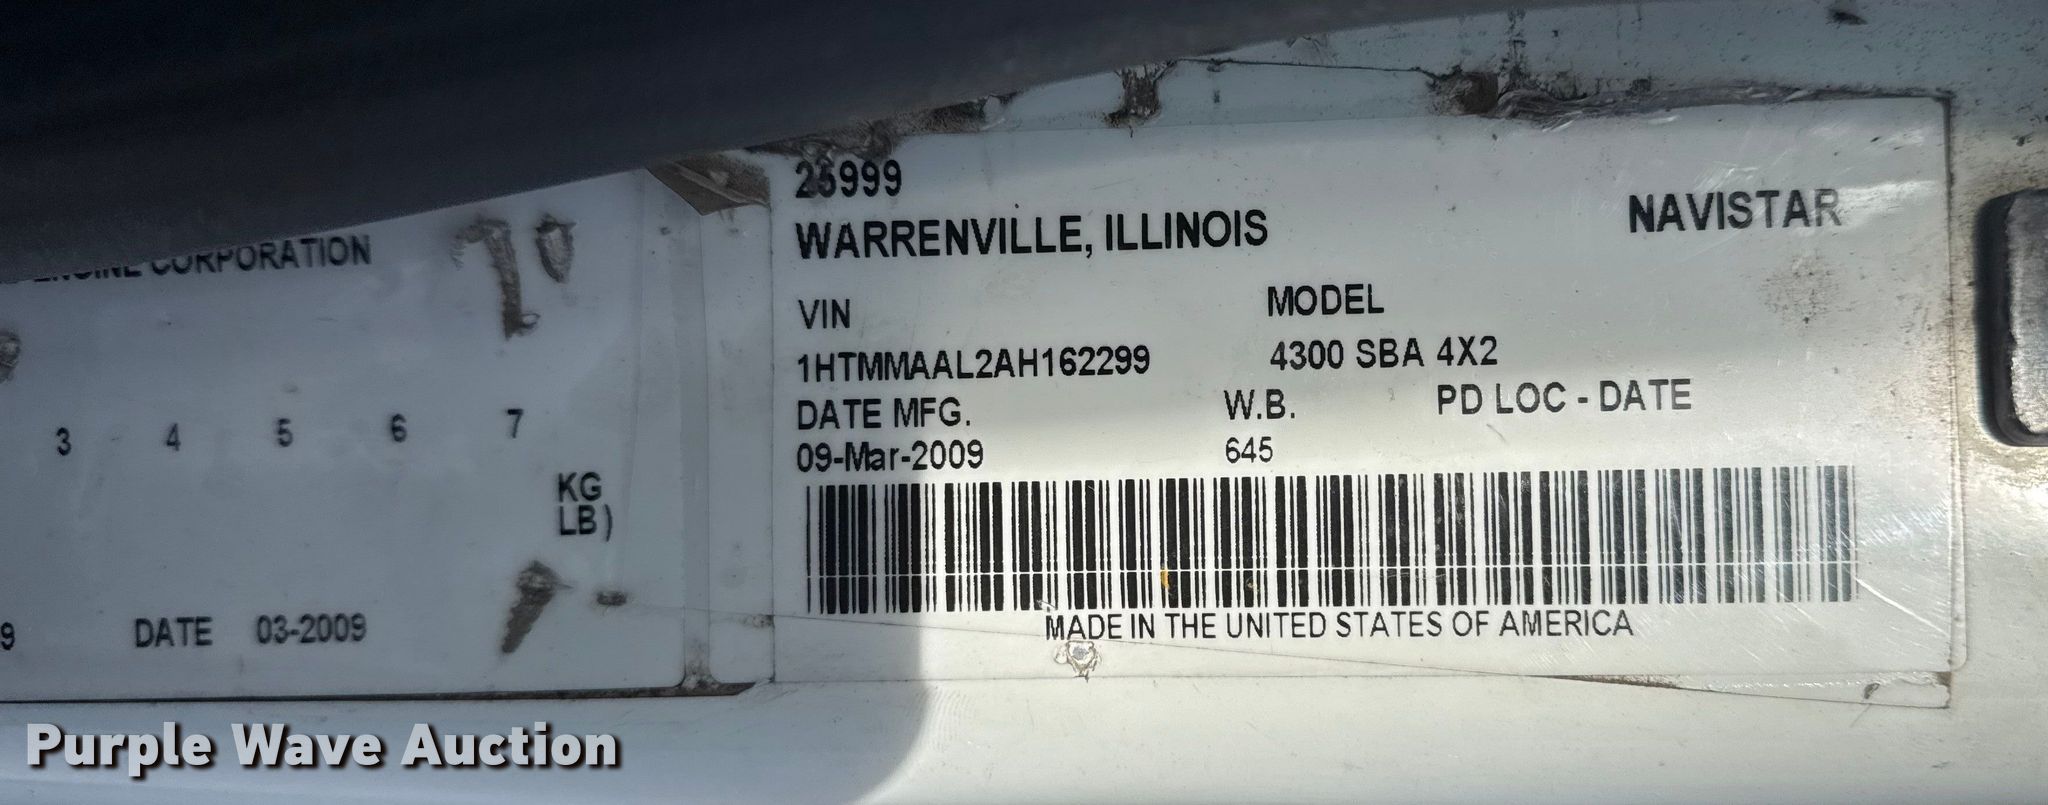 CORPORATION
3 4 5 6 7
KG
LB)
9 DATE 03-2009
WARRENVILLE, ILLINOIS
NAVISTAR
VIN MODEL
1HTMMAAL2AH162299 4300 SBA 4X2
DATE MFG. W.B. PD LOC - DATE
09-Mar-2009 645
MADE IN THE UNITED STATES OF AMERICA
Purple Wave Auction